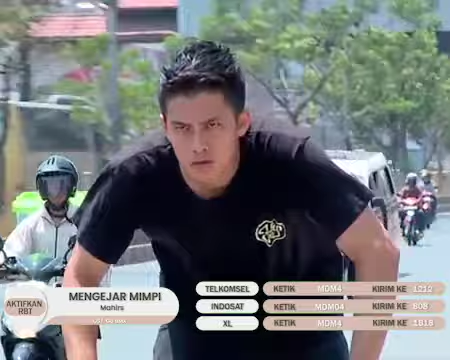 AKTIFKAN
RBT
MENGEJAR MIMPI
Mahirs
TELKOMSEL KETIK MDM4 KIRIM KE 1212
INDOSAT KETIK MDM04 KIRIM KE 808
XL KETIK MDM4 KIRIM KE 1818